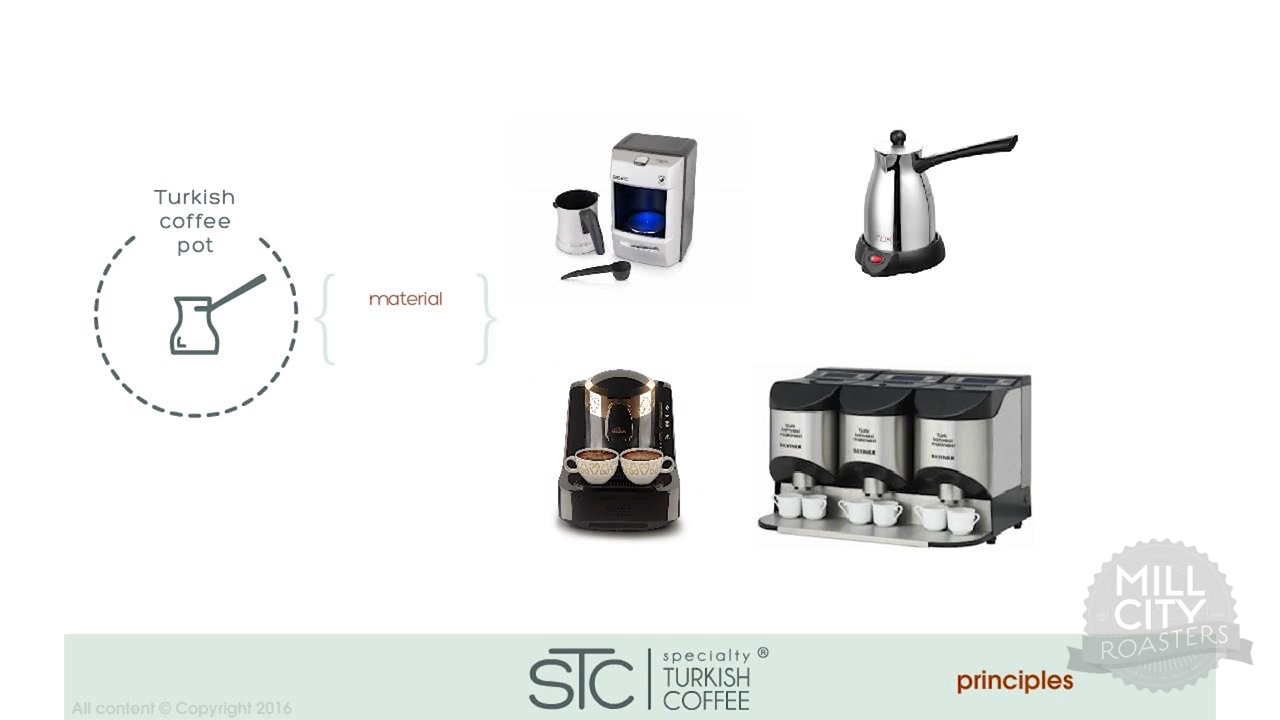 Turkish
coffee
pot
{ material }
MILL
CITY
ROASTERS
STC
specialty ®
TURKISH
COFFEE
principles
All content © Copyright 2016